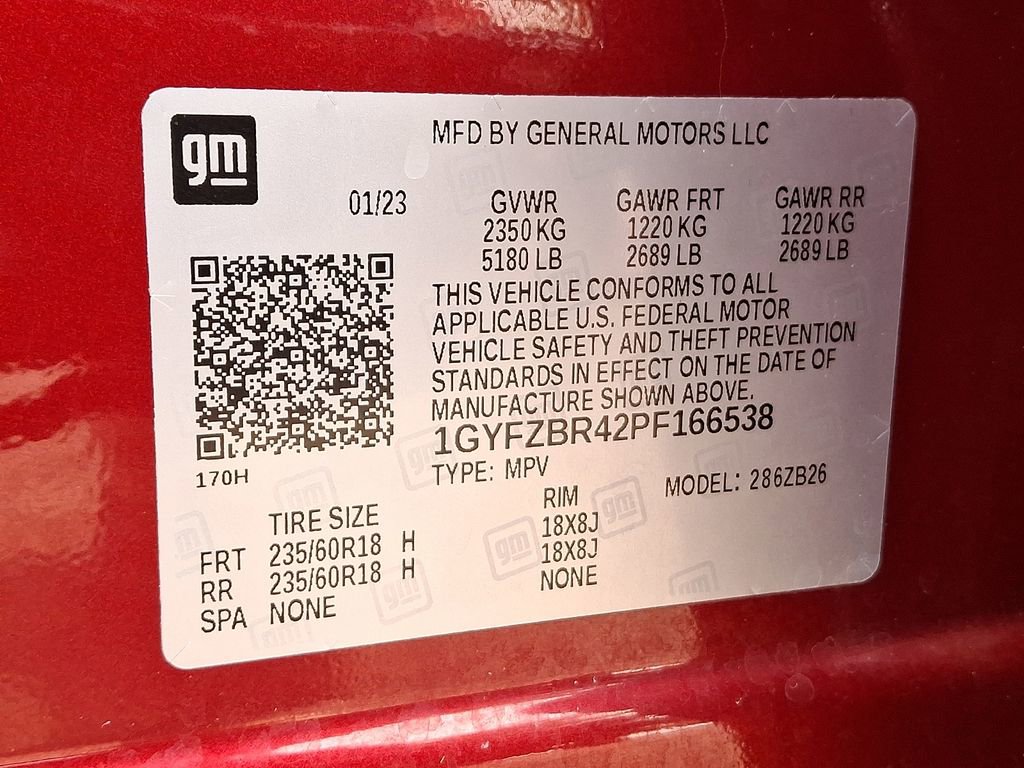 gm
MFD BY GENERAL MOTORS LLC
01/23 GVWR GAWR FRT GAWR RR
2350 KG 1220 KG 1220 KG
5180 LB 2689 LB 2689 LB
THIS VEHICLE CONFORMS TO ALL
APPLICABLE U.S. FEDERAL MOTOR
VEHICLE SAFETY AND THEFT PREVENTION
STANDARDS IN EFFECT ON THE DATE OF
MANUFACTURE SHOWN ABOVE.
1GYFZBR42PF166538
170H
TYPE: MPV MODEL: 286ZB26
TIRE SIZE RIM
FRT 235/60R18 H 18X8J
RR 235/60R18 H 18X8J
SPA NONE NONE